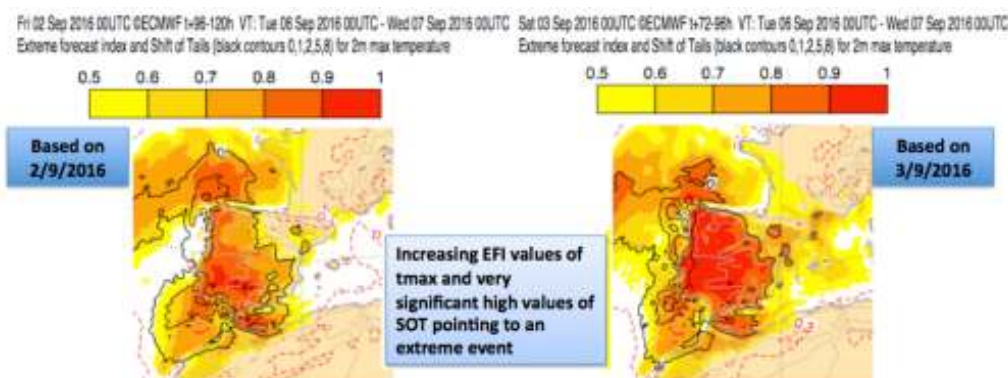 Fri 02 Sep 2016 00UTC ©ECMWF t+96-120h VT: Tue 06 Sep 2016 00UTC - Wed 07 Sep 2016 00UTC
Extreme forecast index and Shift of Tails (black contours 0,1,2,5,8) for 2m max temperature
0.5 0.6 0.7 0.8 0.9 1
Based on
2/9/2016
Sat 03 Sep 2016 00UTC ©ECMWF t+72-96h VT: Tue 06 Sep 2016 00UTC - Wed 07 Sep 2016 00UTC
Extreme forecast index and Shift of Tails (black contours 0,1,2,5,8) for 2m max temperature
0.5 0.6 0.7 0.8 0.9 1
Based on
3/9/2016
Increasing EFI values of
tmax and very
significant high values of
SOT pointing to an
extreme event